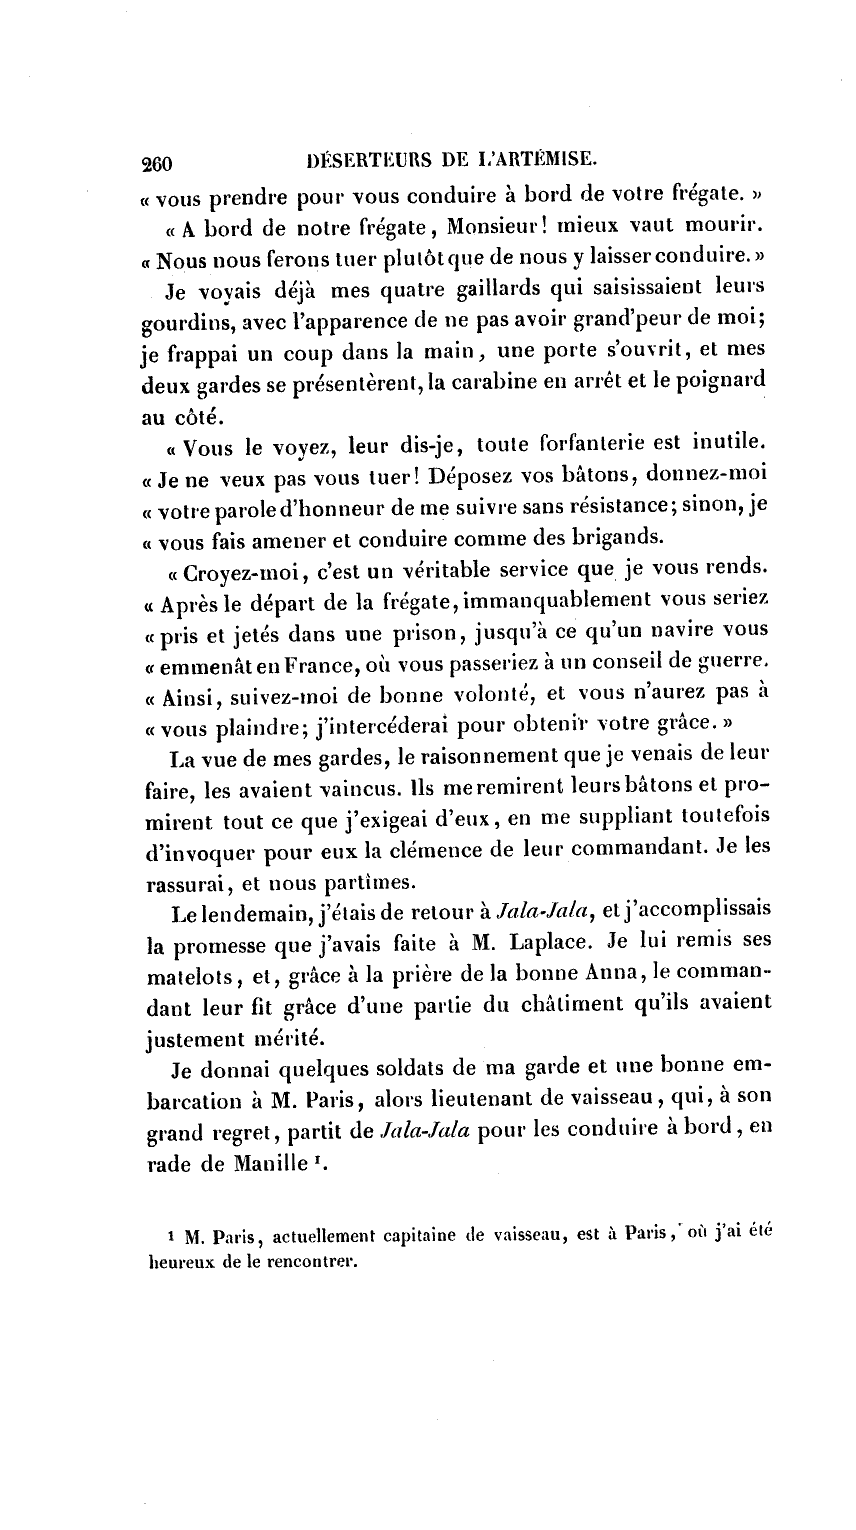 260 DÉSERTEURS DE L'ARTÉMISE.
« vous prendre pour vous conduire à bord de votre frégate. »
« A bord de notre frégate, Monsieur! mieux vaut mourir.
« Nous nous ferons tuer plutôt que de nous y laisser conduire. »
Je voyais déjà mes quatre gaillards qui saisissaient leurs
gourdins, avec l'apparence de ne pas avoir grand'peur de moi;
je frappai un coup dans la main, une porte s'ouvrit, et mes
deux gardes se présentèrent, la carabine en arrêt et le poignard
au côté.
« Vous le voyez, leur dis-je, toute forfanterie est inutile.
« Je ne veux pas vous tuer! Déposez vos bâtons, donnez-moi
« votre parole d'honneur de me suivre sans résistance; sinon, je
« vous fais amener et conduire comme des brigands.
« Croyez-moi, c'est un véritable service que je vous rends.
« Après le départ de la frégate, immanquablement vous seriez
« pris et jetés dans une prison, jusqu'à ce qu'un navire vous
« emmenât en France, où vous passeriez à un conseil de guerre.
« Ainsi, suivez-moi de bonne volonté, et vous n'aurez pas à
« vous plaindre; j'intercéderai pour obtenir votre grâce. »
La vue de mes gardes, le raisonnement que je venais de leur
faire, les avaient vaincus. Ils me remirent leurs bâtons et pro-
mirent tout ce que j'exigeai d'eux, en me suppliant toutefois
d'invoquer pour eux la clémence de leur commandant. Je les
rassurai, et nous partîmes.
Le lendemain, j'étais de retour à Jala-Jala, et j'accomplissais
la promesse que j'avais faite à M. Laplace. Je lui remis ses
matelots, et, grâce à la prière de la bonne Anna, le comman-
dant leur fit grâce d'une partie du châtiment qu'ils avaient
justement mérité.
Je donnai quelques soldats de ma garde et une bonne em-
barcation à M. Paris, alors lieutenant de vaisseau, qui, à son
grand regret, partit de Jala-Jala pour les conduire à bord, en
rade de Manille ¹.
¹ M. Paris, actuellement capitaine de vaisseau, est à Paris, où j'ai été
heureux de le rencontrer.